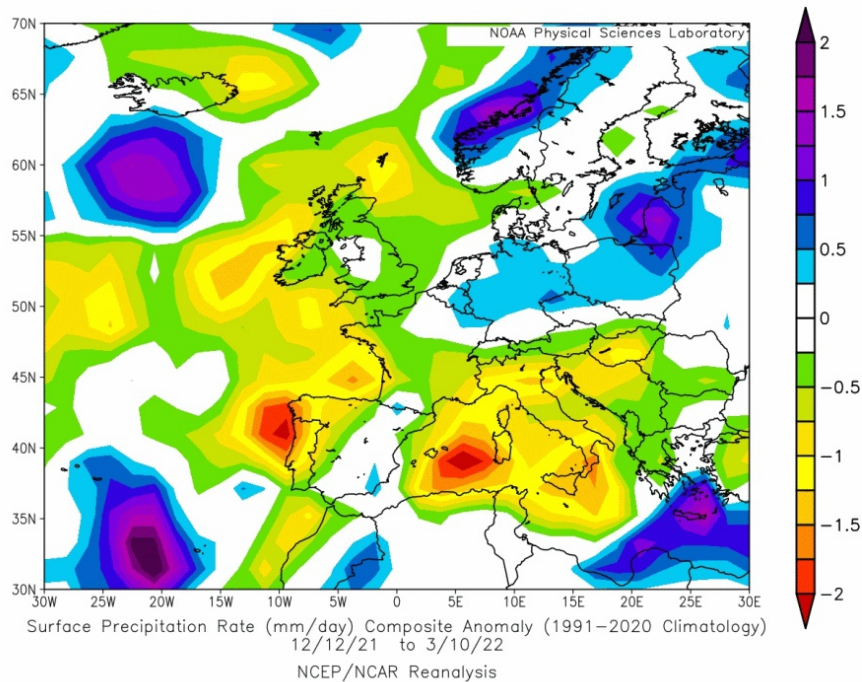 NOAA Physical Sciences Laboratory
70N
65N
60N
55N
50N
45N
40N
35N
30N
30W 25W 20W 15W 10W 5W 0 5E 10E 15E 20E 25E 30E
2
1.5
1
0.5
0
−0.5
−1
−1.5
−2
Surface Precipitation Rate (mm/day) Composite Anomaly (1991−2020 Climatology)
12/12/21 to 3/10/22
NCEP/NCAR Reanalysis